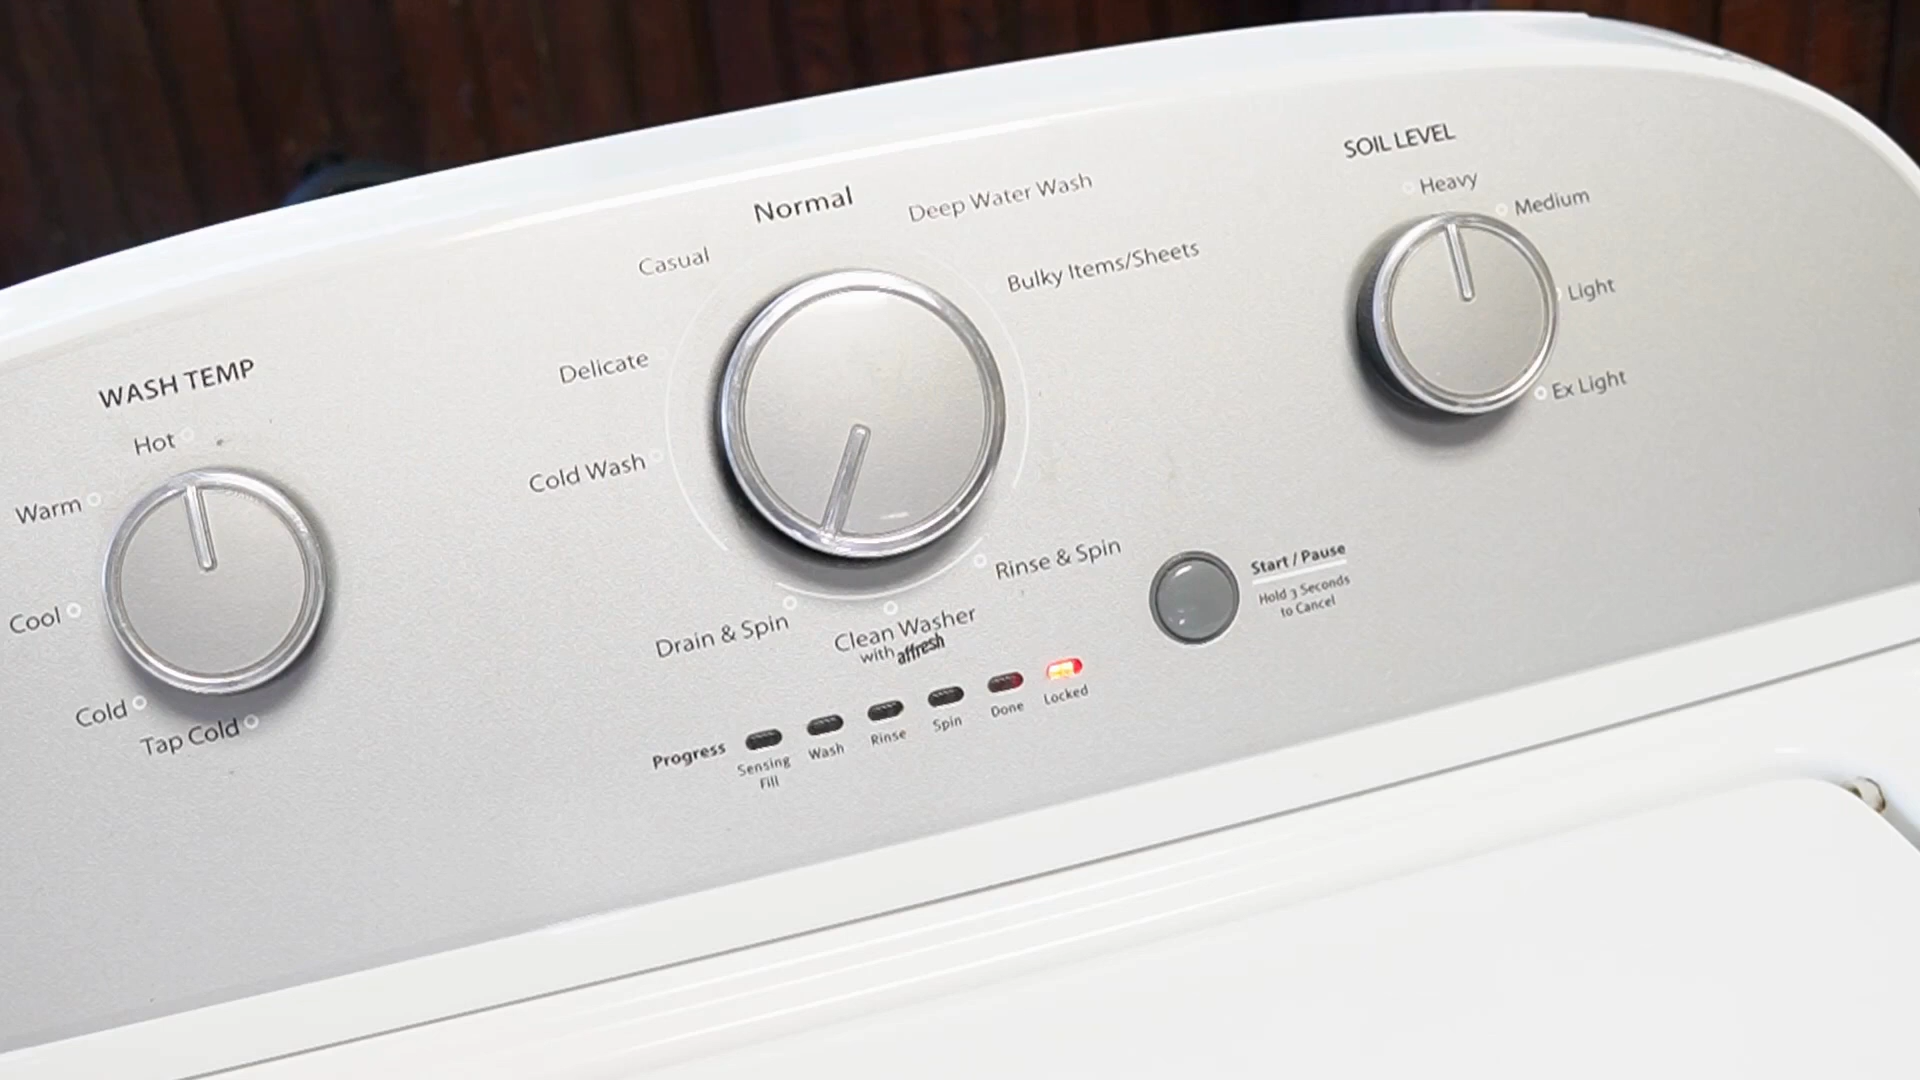 WASH TEMP
Hot
Warm
Cool
Cold
Tap Cold
Normal
Casual
Delicate
Cold Wash
Drain & Spin
Deep Water Wash
Bulky Items/Sheets
Rinse & Spin
Clean Washer
with affresh
SOIL LEVEL
Heavy
Medium
Light
Ex Light
Start / Pause
Hold 3 Seconds
to Cancel
Progress
Sensing
Fill
Wash
Rinse
Spin
Done
Locked